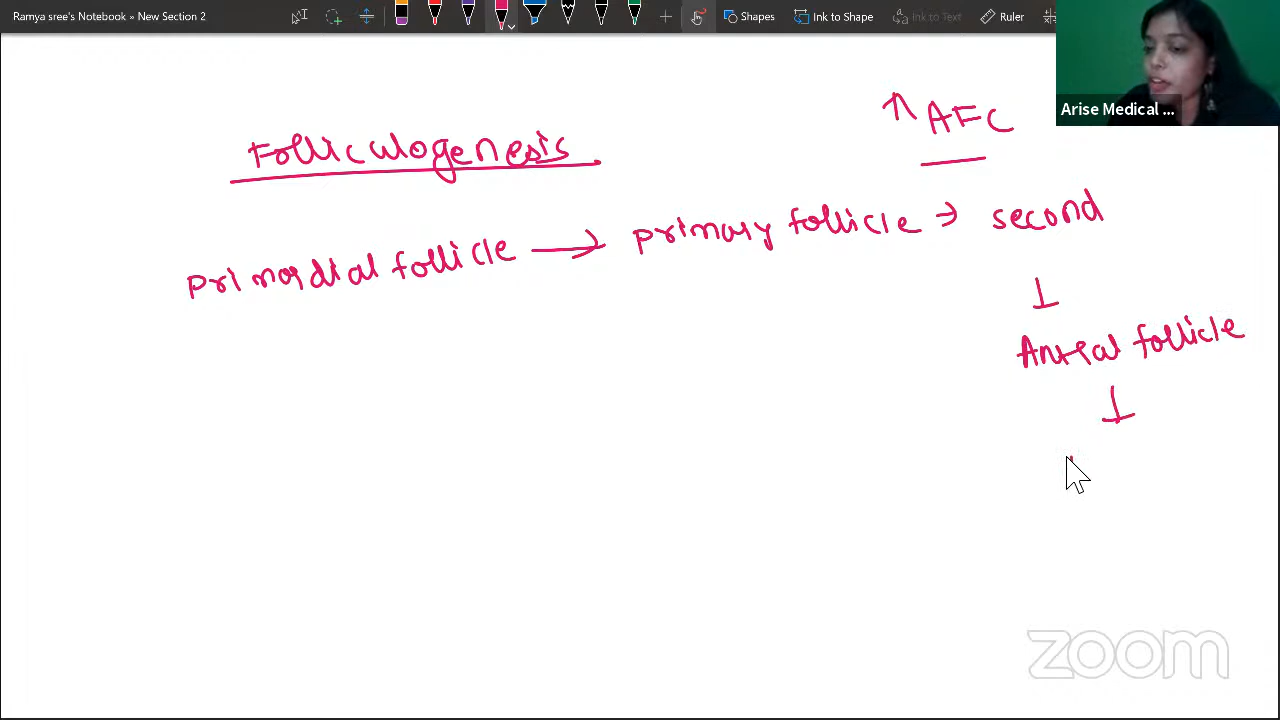 Ramya sree's Notebook » New Section 2
Shapes
Ink to Shape
Ink to Text
Ruler
Arise Medical ...
↑ AFC
Folliculogenesis
primordial follicle → primary follicle → second
Antral follicle
zoom